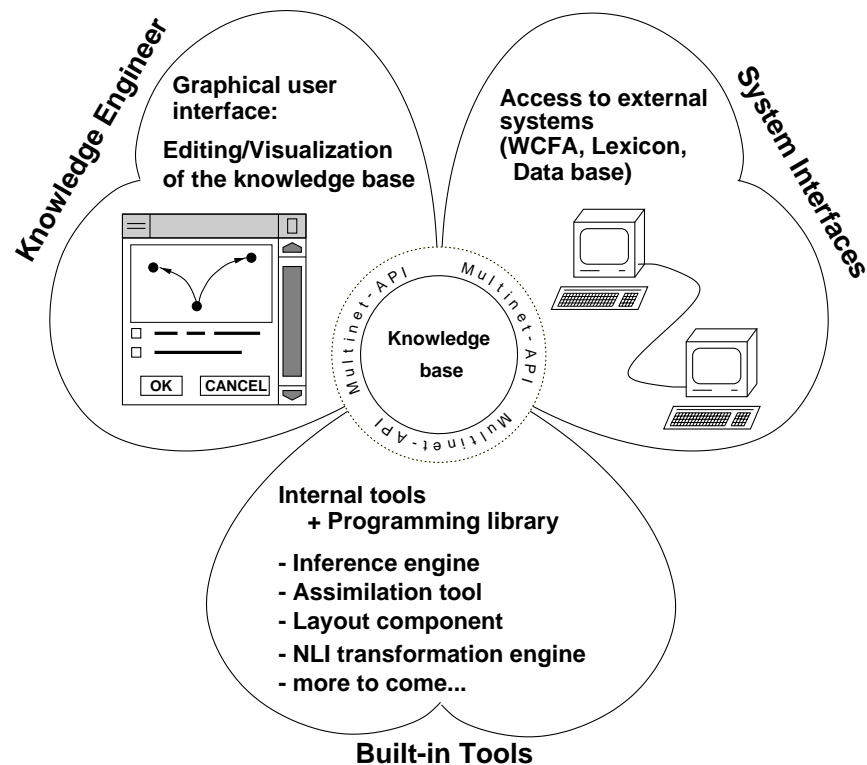 Knowledge Engineer
Graphical user
interface:
Editing/Visualization
of the knowledge base
OK
CANCEL
System Interfaces
Access to external
systems
(WCFA, Lexicon,
Data base)
Multinet-API
Multinet-API
Multinet-API
Knowledge
base
Internal tools
+ Programming library
- Inference engine
- Assimilation tool
- Layout component
- NLI transformation engine
- more to come...
Built-in Tools